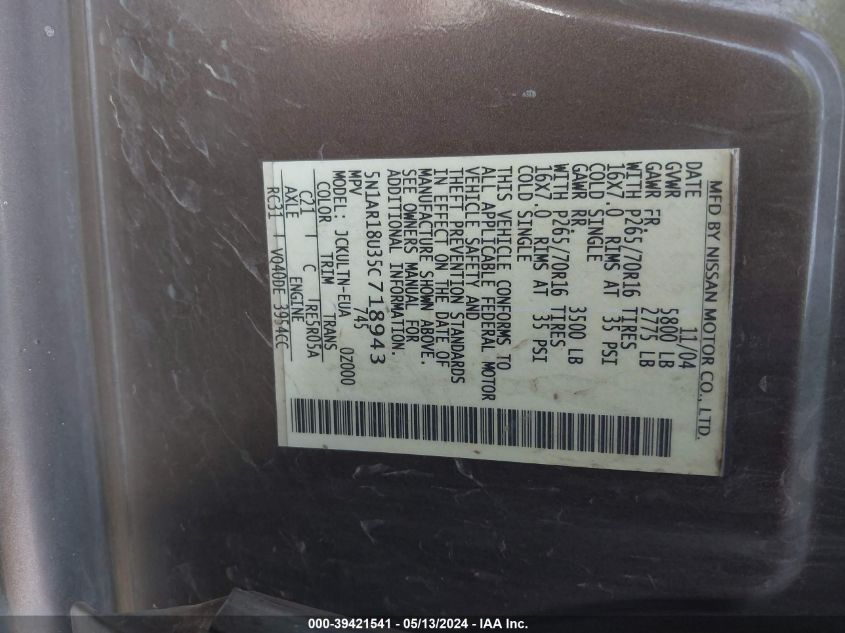 MFD BY NISSAN MOTOR CO., LTD.
DATE 11/04
GVWR 5800 LB
GAWR FR. 2775 LB
WITH P265/70R16 TIRES
16X7.0 RIMS AT 35 PSI
COLD SINGLE
GAWR RR. 3500 LB
WITH P265/70R16 TIRES
16X7.0 RIMS AT 35 PSI
COLD SINGLE
THIS VEHICLE CONFORMS TO
ALL APPLICABLE FEDERAL MOTOR
VEHICLE SAFETY AND
THEFT PREVENTION STANDARDS
IN EFFECT ON THE DATE OF
MANUFACTURE SHOWN ABOVE.
SEE OWNERS MANUAL FOR
ADDITIONAL INFORMATION.
5N1AR18U35C718943
MPV 745
MODEL: JCKULTN-EUA 0Z000
COLOR TRIM TRANS
C21 C RE5R05A
AXLE ENGINE
RC31 VQ40DE 3954CC
000-39421541 / 05/13/2024 - IAA Inc.